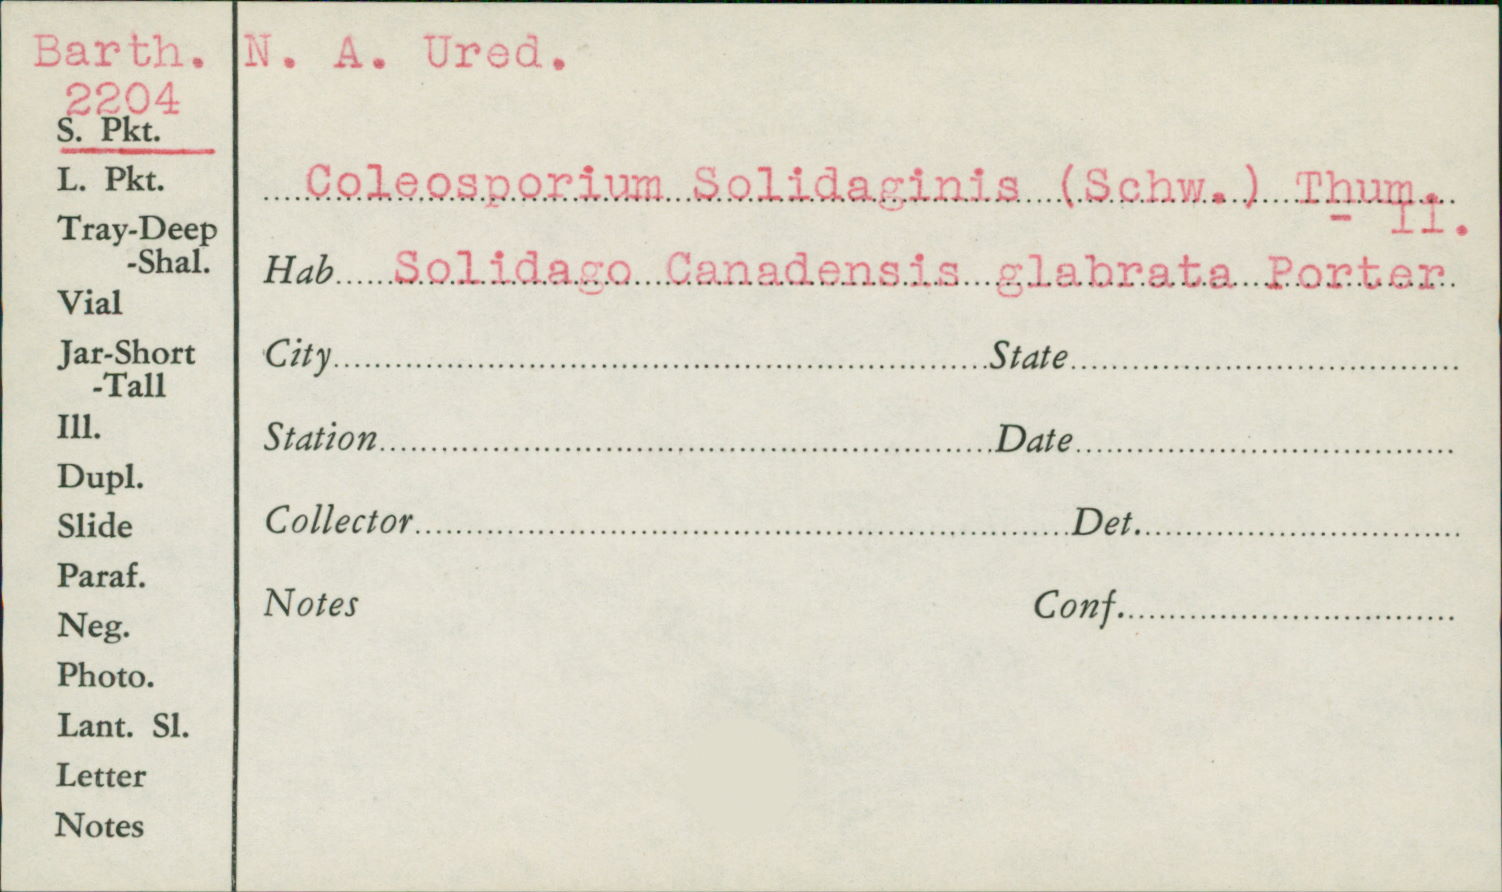 Barth. N. A. Ured.
2204
S. Pkt.
L. Pkt.
Tray-Deep
-Shal.
Vial
Jar-Short
-Tall
Ill.
Dupl.
Slide
Paraf.
Neg.
Photo.
Lant. Sl.
Letter
Notes
Coleosporium Solidaginis (Schw.) Thum.
- II.
Hab Solidago Canadensis glabrata Porter
City State
Station Date
Collector Det.
Notes Conf.